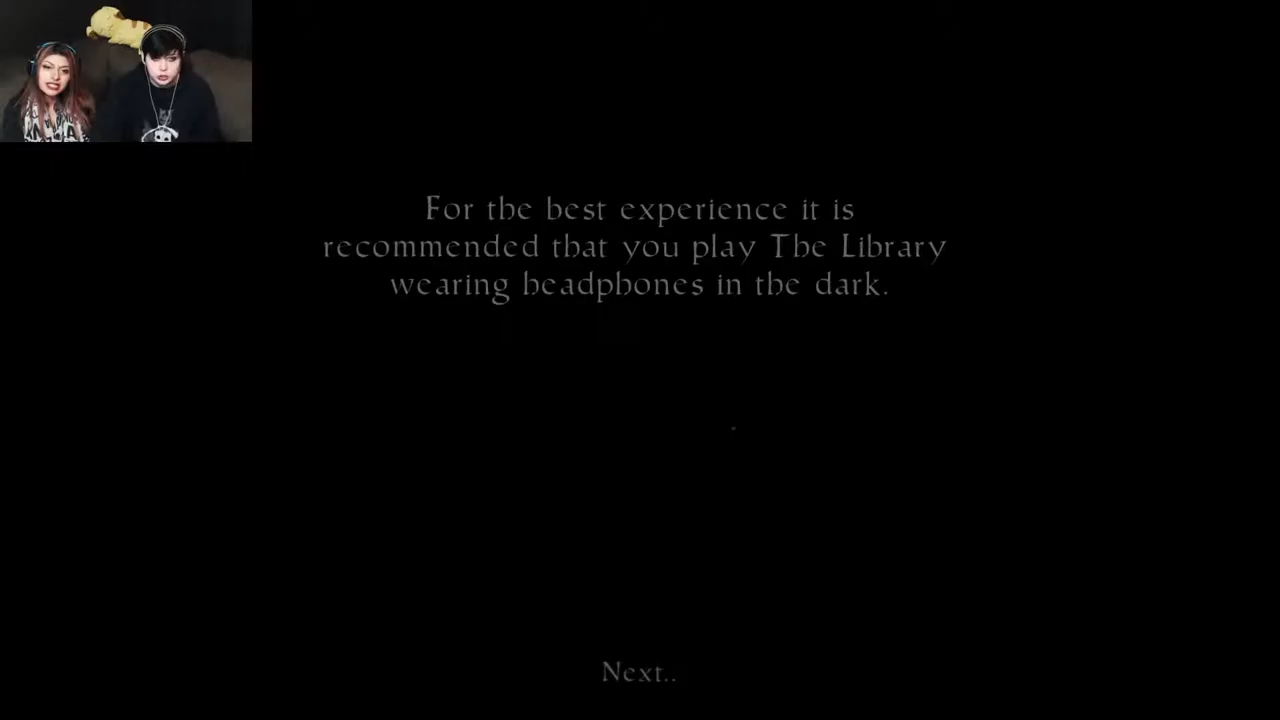 For the best experience it is
recommended that you play The Library
wearing headphones in the dark.
Next..